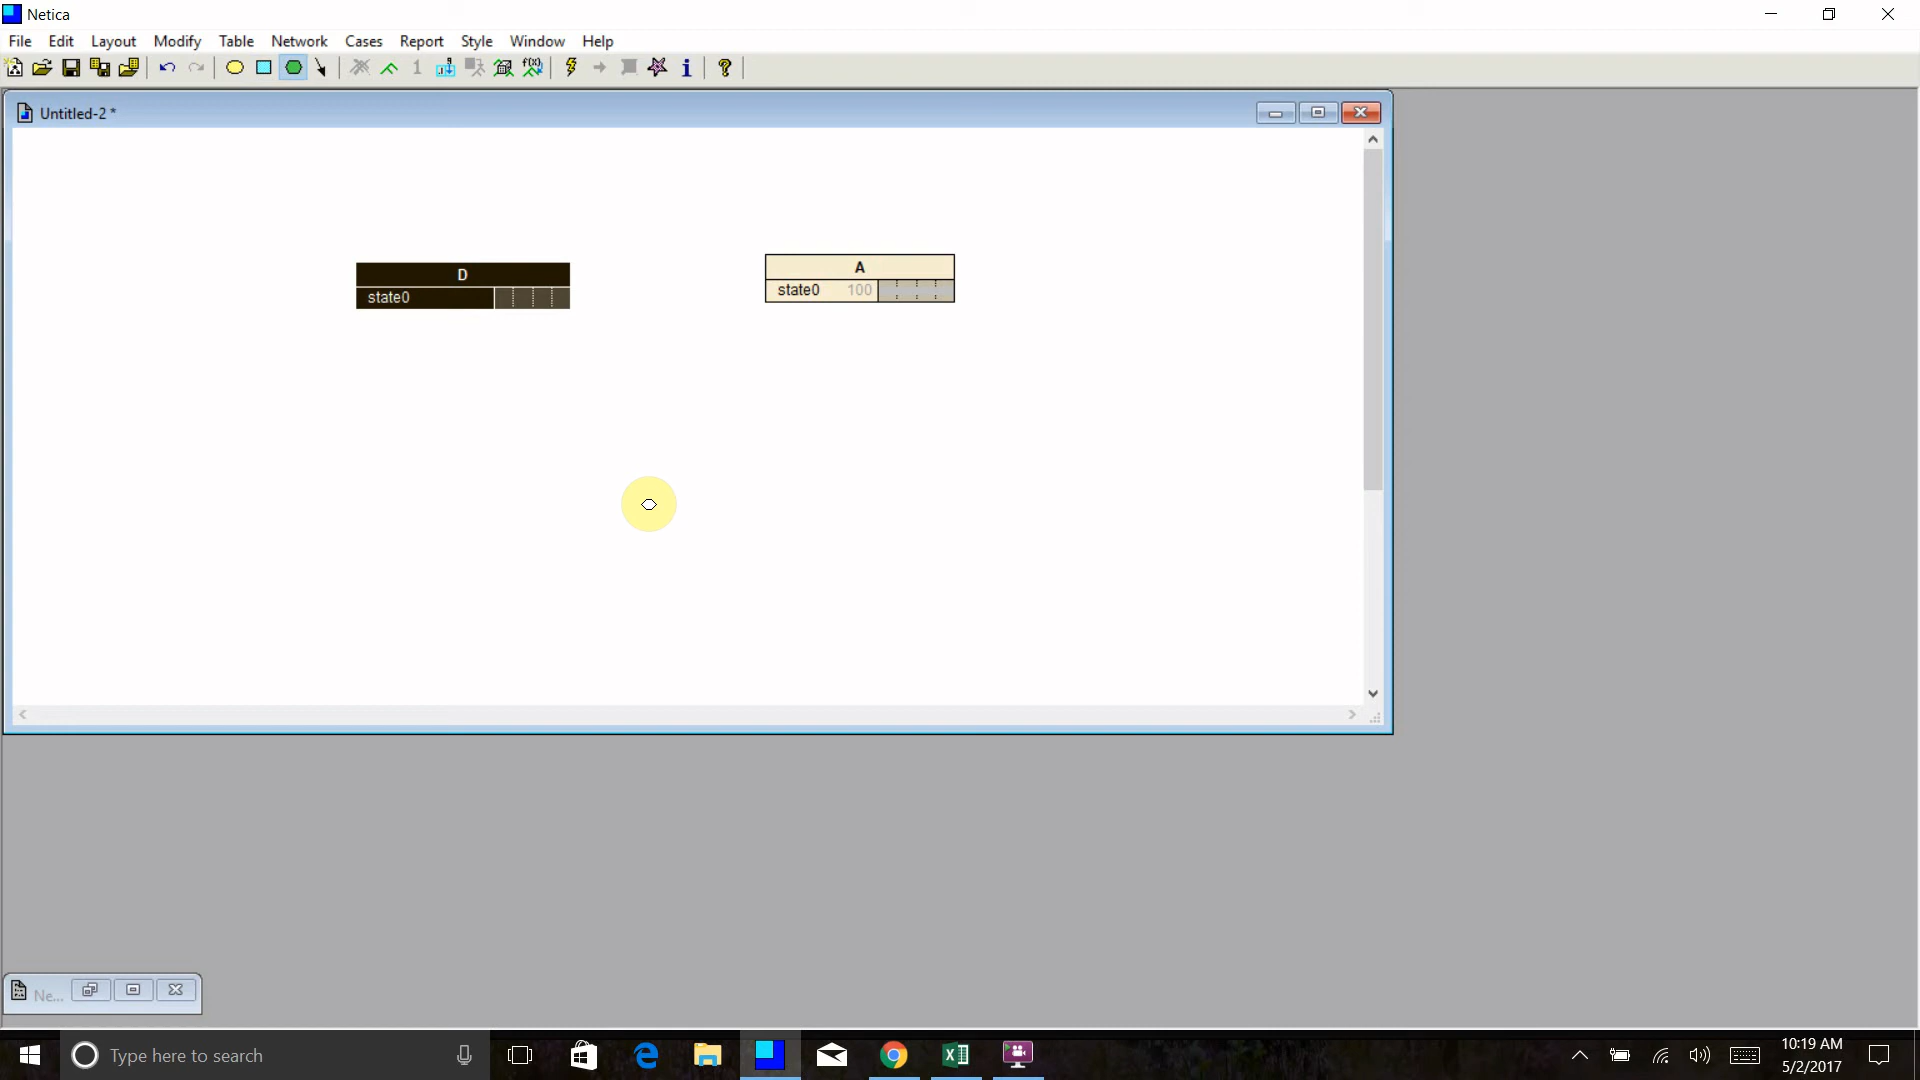 Netica
File Edit Layout Modify Table Network Cases Report Style Window Help
1 f(x) i ?
Untitled-2 *
D
state0
A
state0 100
Ne...
Type here to search
10:19 AM
5/2/2017